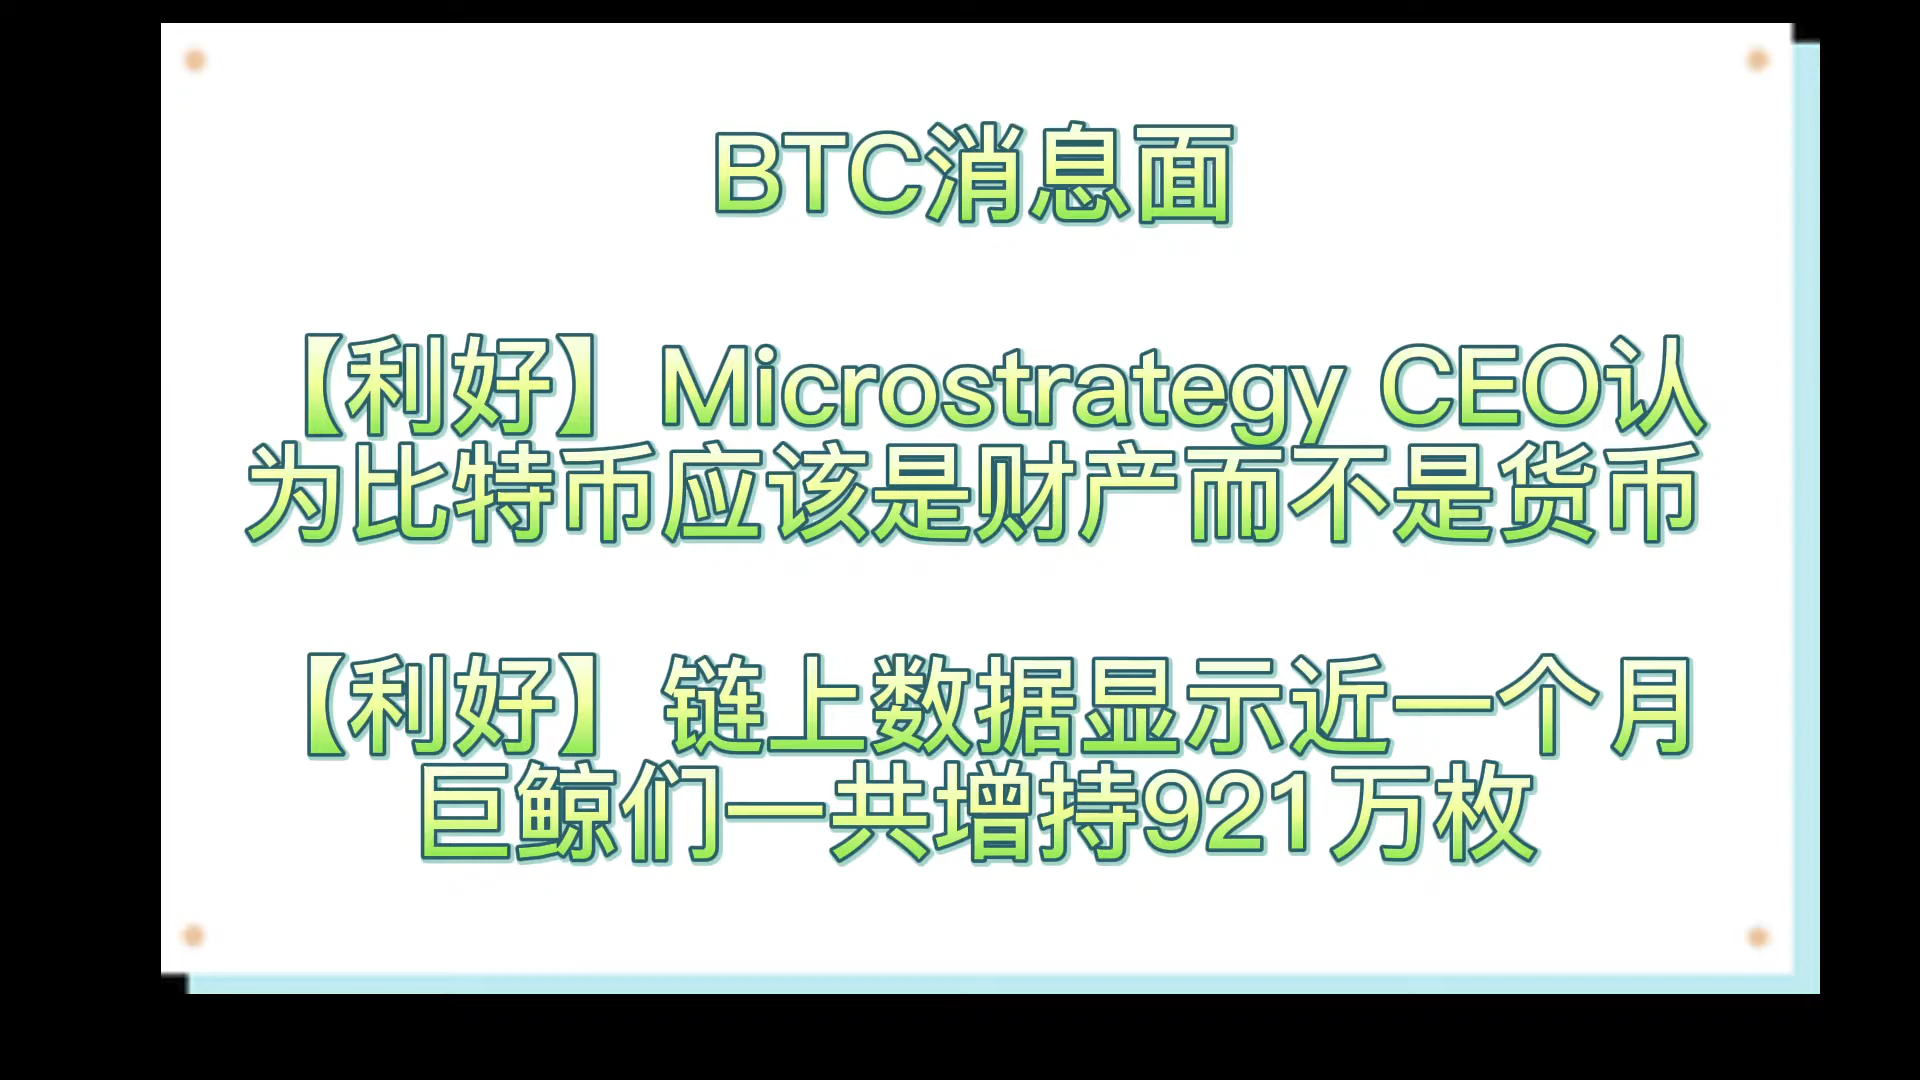 BTC消息面
【利好】Microstrategy CEO认
为比特币应该是财产而不是货币
【利好】链上数据显示近一个月
巨鲸们一共增持921万枚